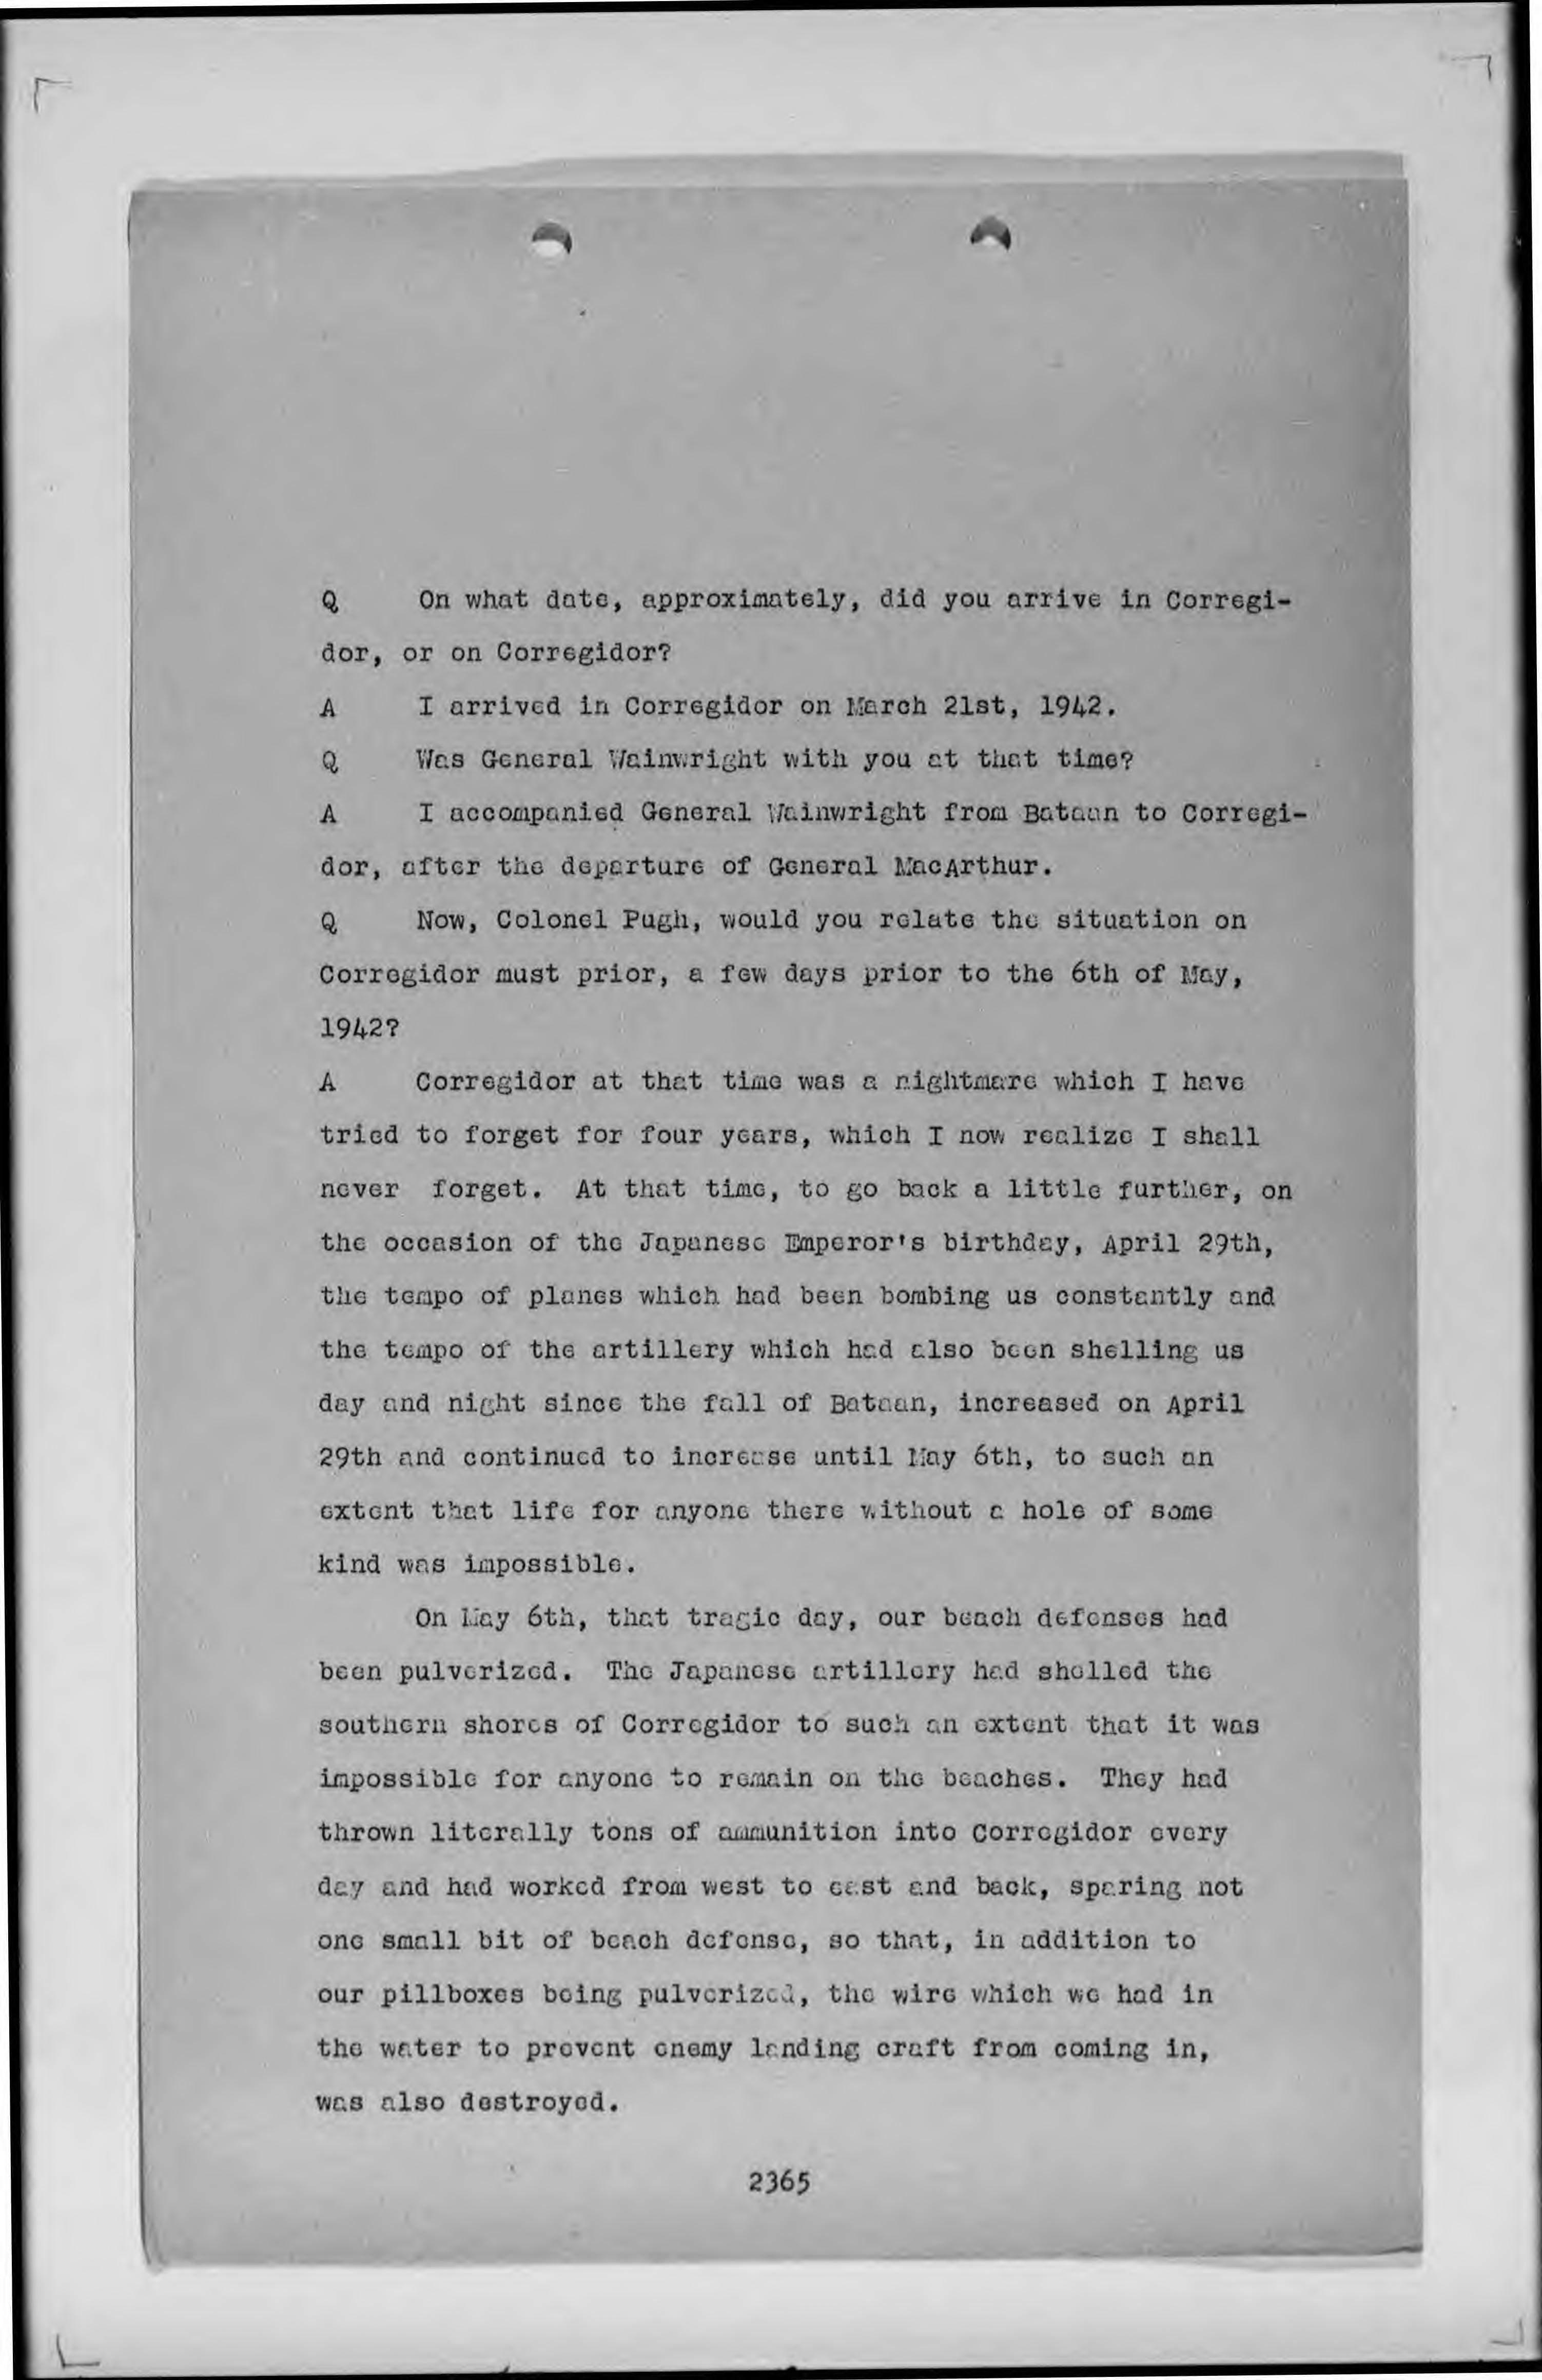 Q On what date, approximately, did you arrive in Corregi-
dor, or on Corregidor?
A I arrived in Corregidor on March 21st, 1942.
Q Was General Wainwright with you at that time?
A I accompanied General Wainwright from Bataan to Corregi-
dor, after the departure of General MacArthur.
Q Now, Colonel Pugh, would you relate the situation on
Corregidor must prior, a few days prior to the 6th of May,
1942?
A Corregidor at that time was a nightmare which I have
tried to forget for four years, which I now realize I shall
never forget. At that time, to go back a little further, on
the occasion of the Japanese Emperor's birthday, April 29th,
the tempo of planes which had been bombing us constantly and
the tempo of the artillery which had also been shelling us
day and night since the fall of Bataan, increased on April
29th and continued to increase until May 6th, to such an
extent that life for anyone there without a hole of some
kind was impossible.
On May 6th, that tragic day, our beach defenses had
been pulverized. The Japanese artillery had shelled the
southern shores of Corregidor to such an extent that it was
impossible for anyone to remain on the beaches. They had
thrown literally tons of ammunition into Corregidor every
day and had worked from west to east and back, sparing not
one small bit of beach defense, so that, in addition to
our pillboxes being pulverized, the wire which we had in
the water to prevent enemy landing craft from coming in,
was also destroyed.
2365